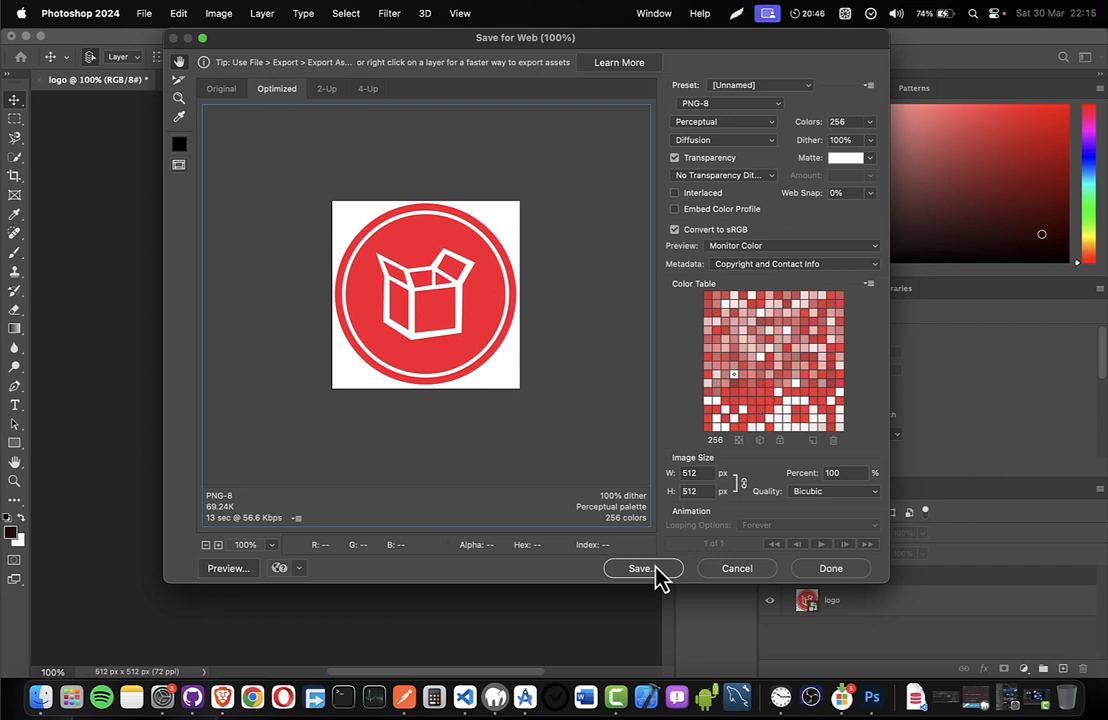 Photoshop 2024 File Edit Image Layer Type Select Filter 3D View Window Help 20:46 74% Sat 30 Mar 22:15
Save for Web (100%)
Layer
Tip: Use File > Export > Export As... or right click on a layer for a faster way to export assets Learn More
logo @ 100% (RGB/8#) *
Original Optimized 2-Up 4-Up
Preset: [Unnamed]
Patterns
PNG-8
Perceptual Colors: 256
Diffusion Dither: 100%
Transparency Matte:
No Transparency Dit... Amount:
Interlaced Web Snap: 0%
Embed Color Profile
Convert to sRGB
Preview: Monitor Color
Metadata: Copyright and Contact Info
Color Table
raries
256
Image Size
W: 512 px Percent: 100 %
H: 512 px Quality: Bicubic
Animation
Looping Options: Forever
1 of 1
PNG-8 100% dither
69.24K Perceptual palette
13 sec @ 56.6 Kbps 256 colors
100% R: -- G: -- B: -- Alpha: -- Hex: -- Index: --
Preview... Save... Cancel Done
logo
100% 512 px x 512 px (72 ppi)